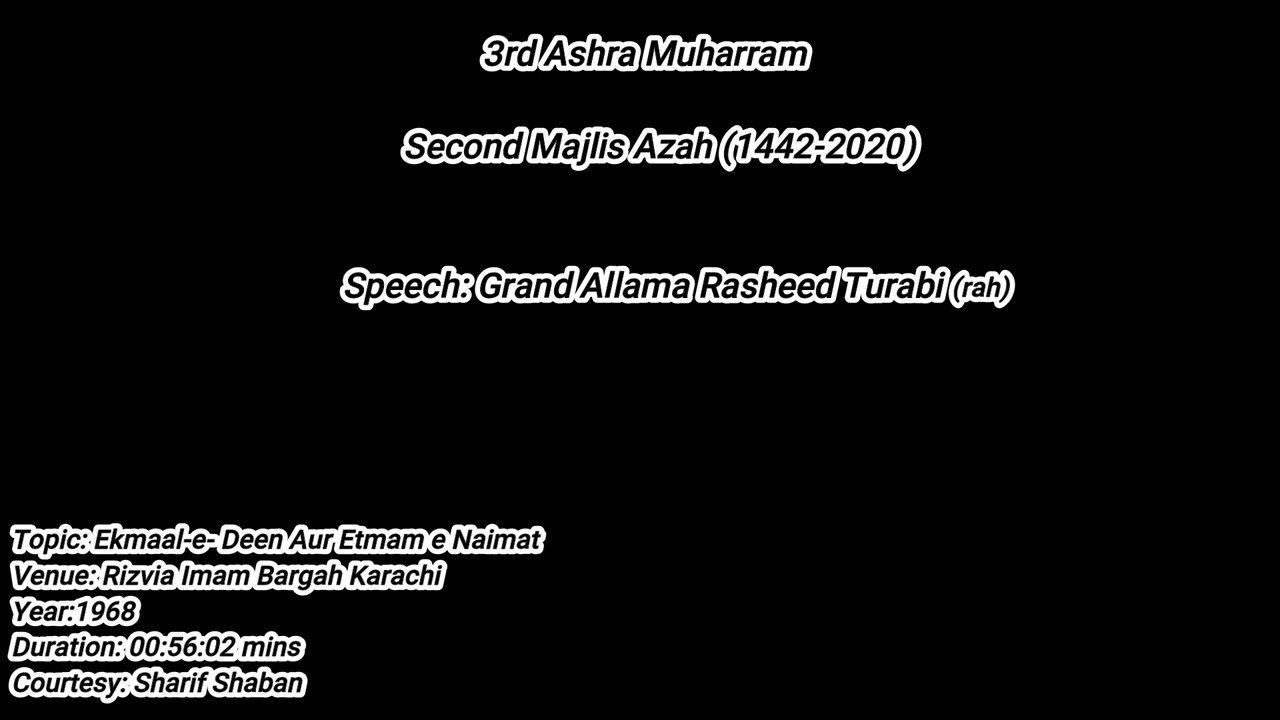 3rd Ashra Muharram
Second Majlis Azah (1442-2020)
Speech: Grand Allama Rasheed Turabi (rah)
Topic: Ekmaal-e- Deen Aur Etmam e Naimat
Venue: Rizvia Imam Bargah Karachi
Year:1968
Duration: 00:56:02 mins
Courtesy: Sharif Shaban